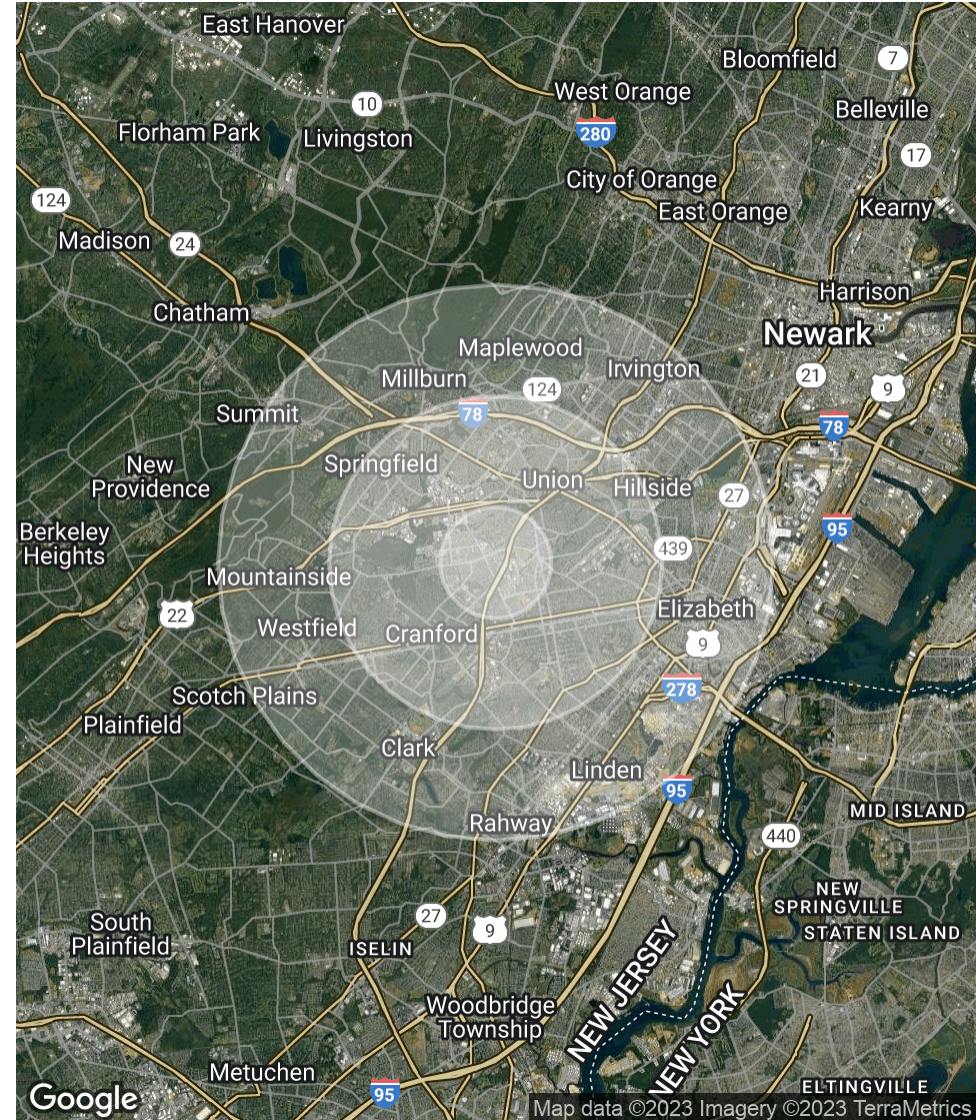 East Hanover
Bloomfield
7
West Orange
10
Belleville
Florham Park
Livingston
280
17
City of Orange
124
East Orange
Kearny
Madison
24
Harrison
Chatham
Newark
Maplewood
Irvington
Millburn
124
21
9
Summit
78
78
Springfield
New
Providence
Union
Hillside
27
Berkeley
Heights
95
439
Mountainside
22
Elizabeth
Westfield
Cranford
9
278
Scotch Plains
Plainfield
Clark
Linden
95
MID ISLAND
Rahway
440
NEW
SPRINGVILLE
South
Plainfield
27
9
STATEN ISLAND
ISELIN
NEW JERSEY
NEW YORK
Woodbridge
Township
Metuchen
95
ELTINGVILLE
Google
Map data ©2023 Imagery ©2023 TerraMetrics